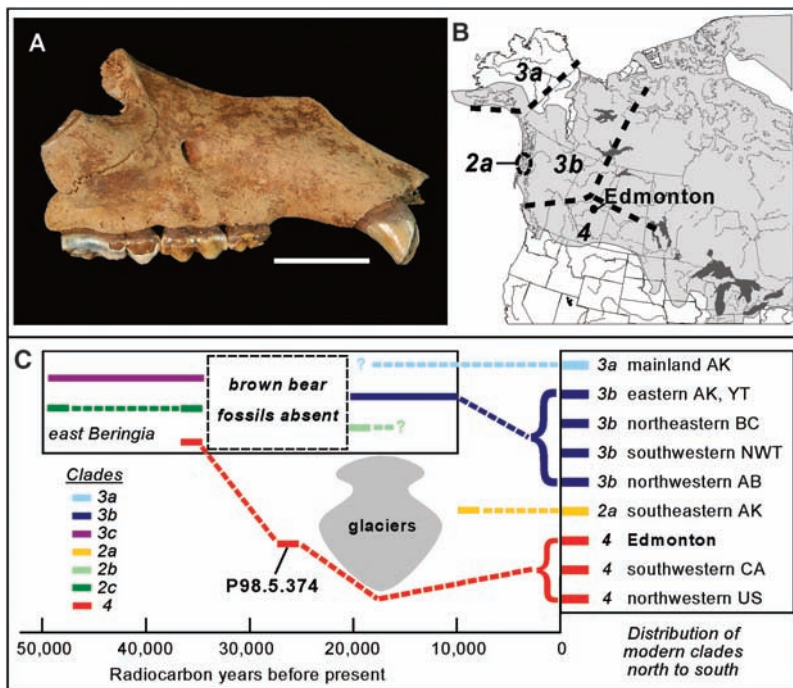 A
B
3a
2a
3b
Edmonton
4
C
brown bear
fossils absent
east Beringia
?
?
glaciers
P98.5.374
Clades
3a
3b
3c
2a
2b
2c
4
3a mainland AK
3b eastern AK, YT
3b northeastern BC
3b southwestern NWT
3b northwestern AB
2a southeastern AK
4 Edmonton
4 southwestern CA
4 northwestern US
50,000 40,000 30,000 20,000 10,000 0
Radiocarbon years before present
Distribution of
modern clades
north to south